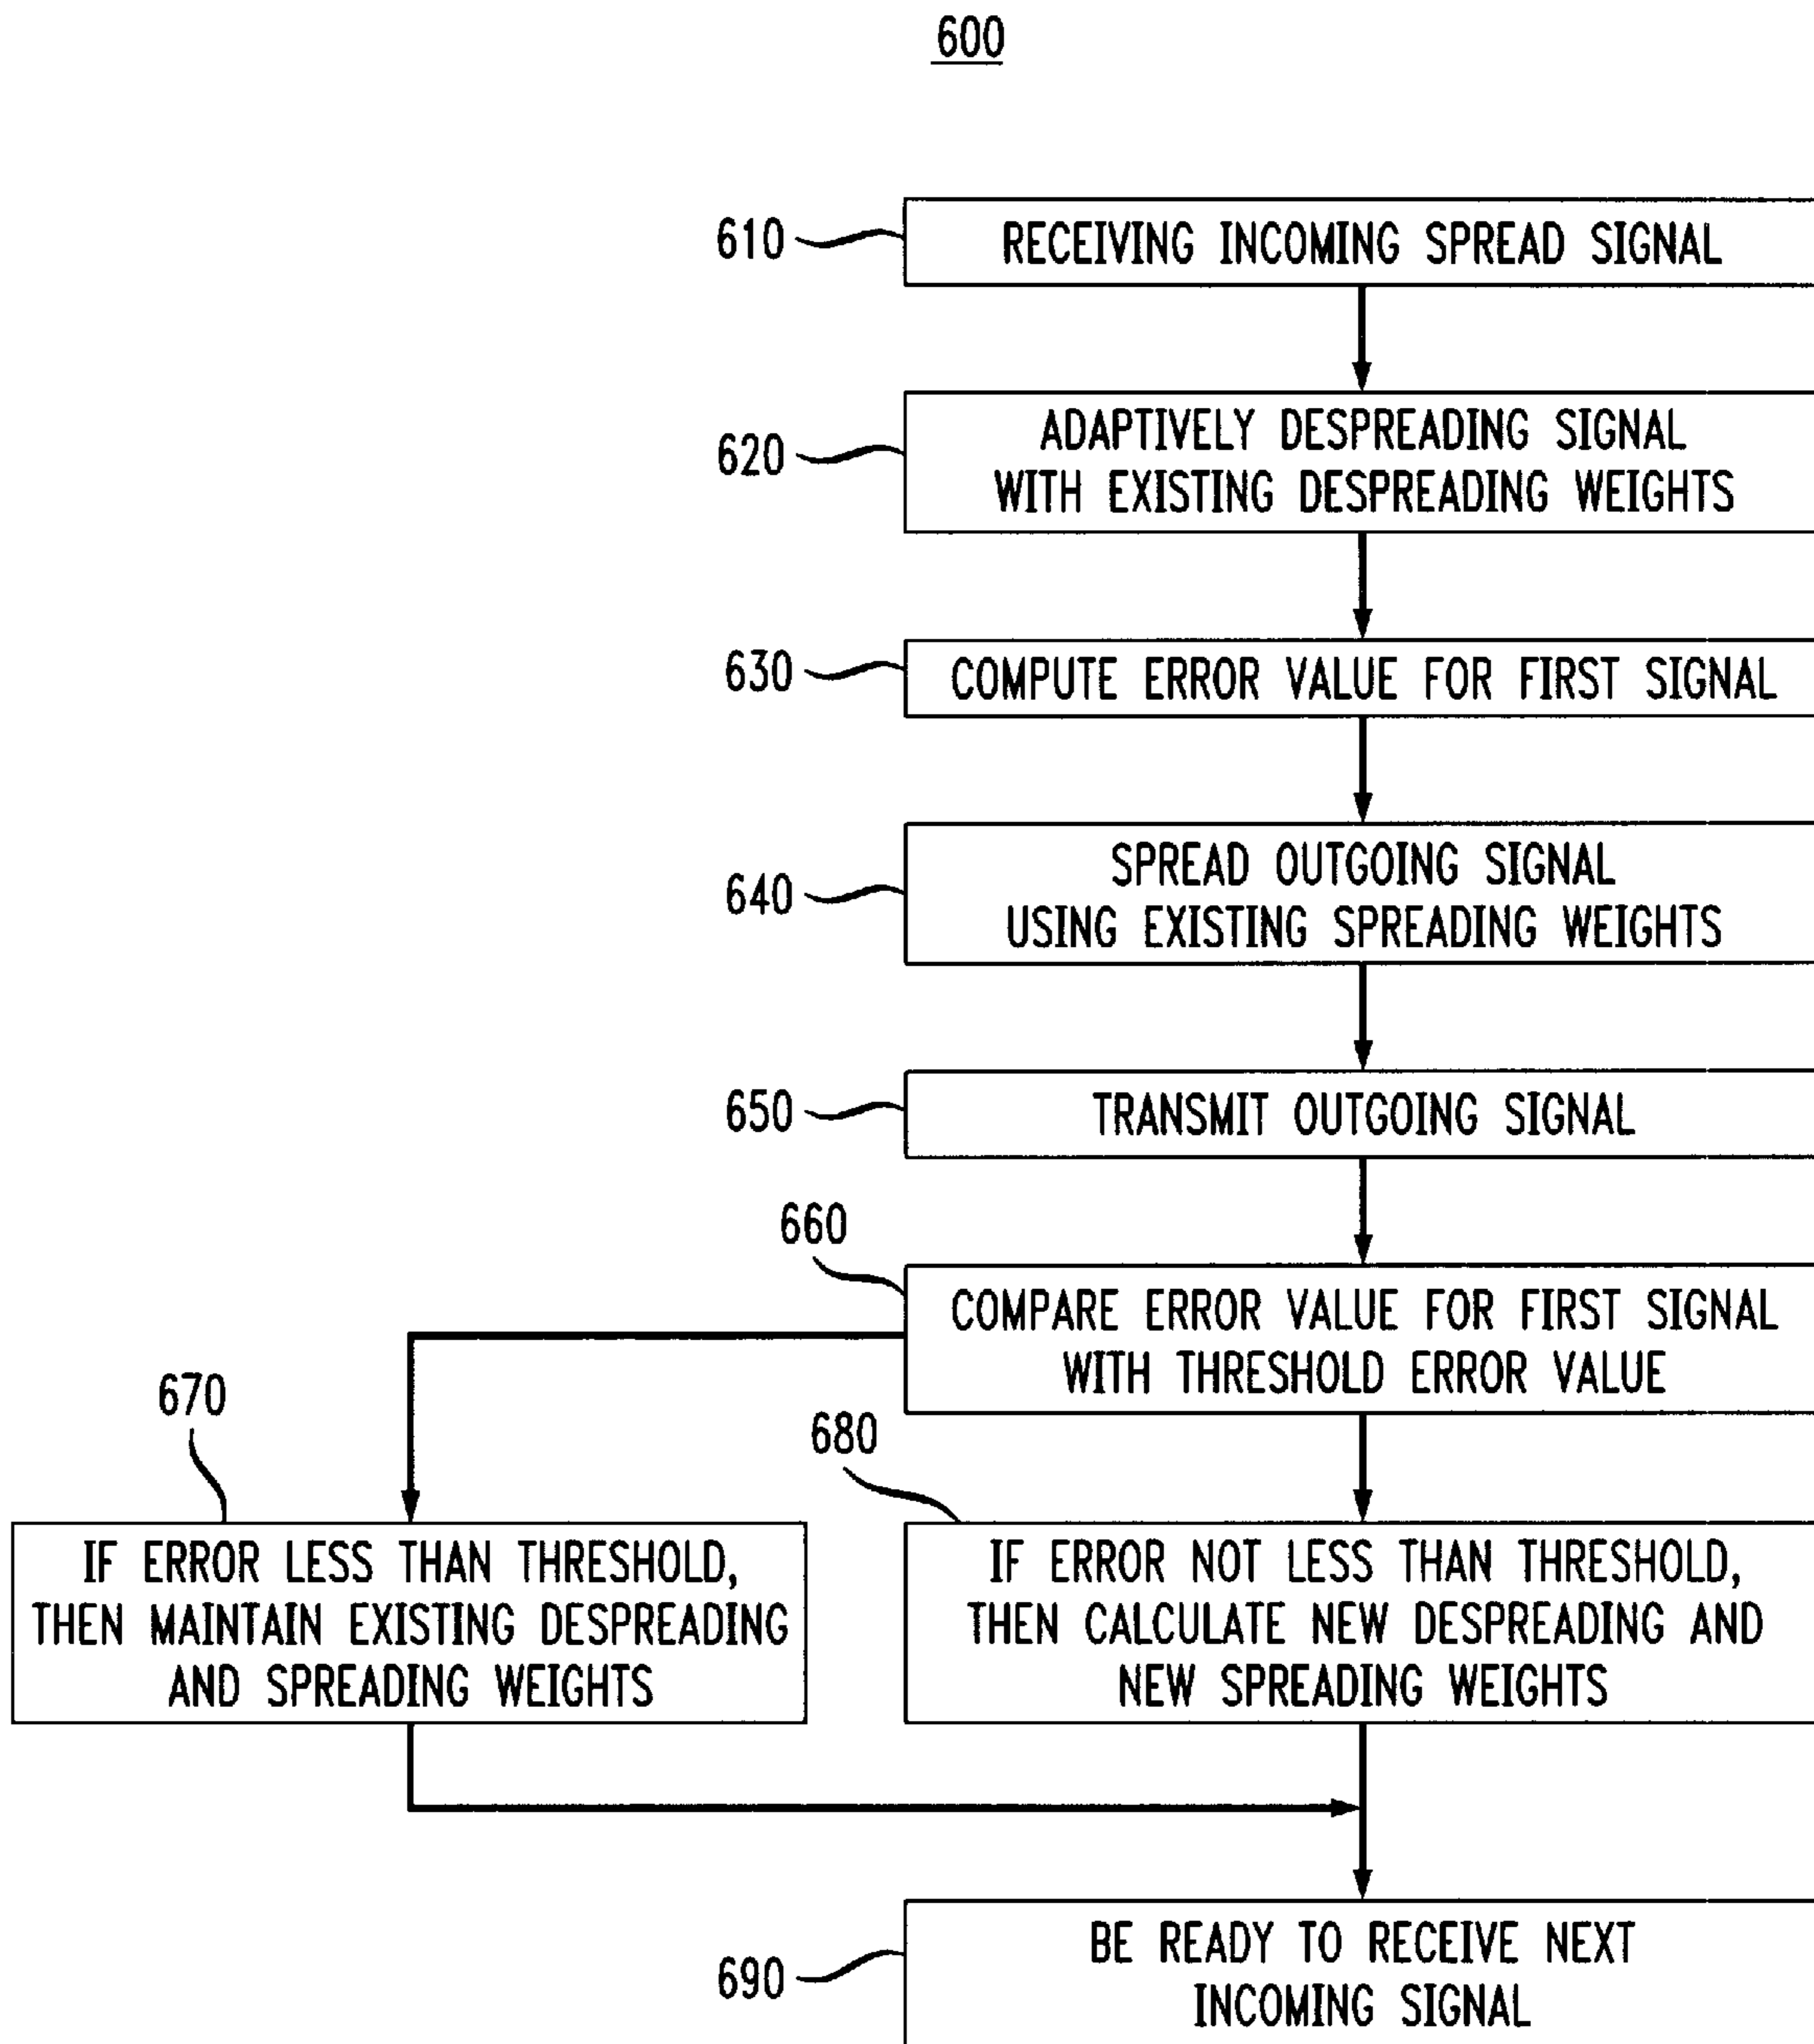 600
610
RECEIVING INCOMING SPREAD SIGNAL
620
ADAPTIVELY DESPREADING SIGNAL
WITH EXISTING DESPREADING WEIGHTS
630
COMPUTE ERROR VALUE FOR FIRST SIGNAL
640
SPREAD OUTGOING SIGNAL
USING EXISTING SPREADING WEIGHTS
650
TRANSMIT OUTGOING SIGNAL
660
COMPARE ERROR VALUE FOR FIRST SIGNAL
WITH THRESHOLD ERROR VALUE
670
IF ERROR LESS THAN THRESHOLD,
THEN MAINTAIN EXISTING DESPREADING
AND SPREADING WEIGHTS
680
IF ERROR NOT LESS THAN THRESHOLD,
THEN CALCULATE NEW DESPREADING AND
NEW SPREADING WEIGHTS
690
BE READY TO RECEIVE NEXT
INCOMING SIGNAL